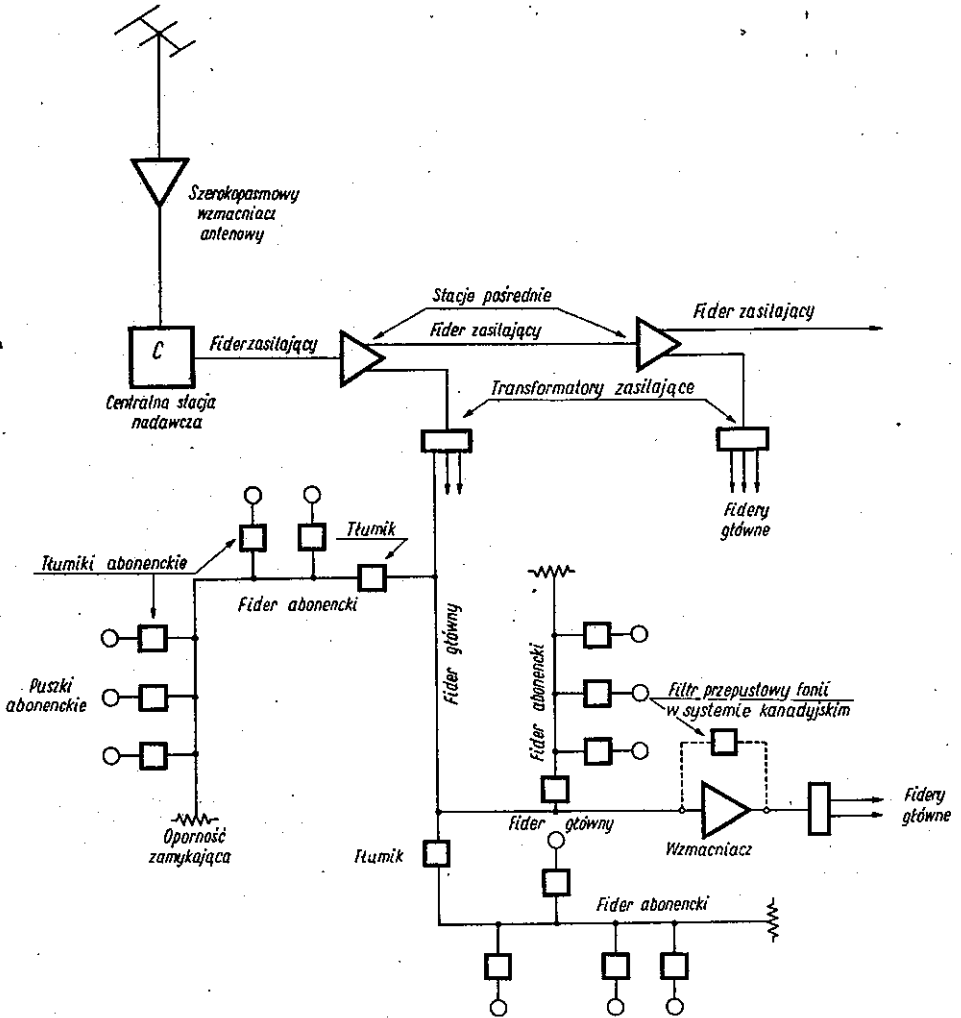 Szerokopasmowy
wzmacniacz
antenowy
Stacje pośrednie
Fider zasilający
Fider zasilający
Fider zasilający
C
Centralna stacja
nadawcza
Transformatory zasilające
Fidery
główne
Tłumik
Tłumiki abonenckie
Fider abonencki
Fider główny
Fider abonencki
Puszki
abonenckie
Filtr przepustowy fonii
w systemie kanadyjskim
Oporność
zamykająca
Tłumik
Fider główny
Wzmacniacz
Fidery
główne
Fider abonencki